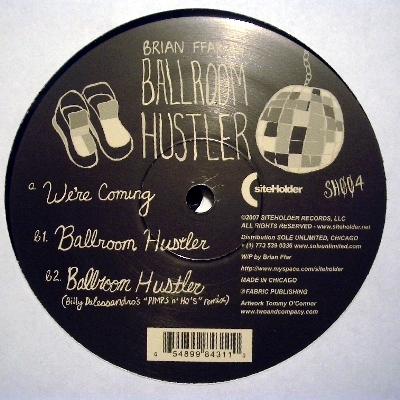 BRIAN FFAR
BALLROOM
HUSTLER
a. We're Coming
siteHolder
SH004
b1. Ballroom Hustler
b2. Ballroom Hustler
(Billy Dalessandro's "PIMPS n' HO'S" remix)
©2007 SITEHOLDER RECORDS, LLC
ALL RIGHTS RESERVED - www.siteholder.net
Distribution SOLE UNLIMITED, CHICAGO
+ (1) 773 539 0336 www.soleunlimited.com
W/P by Brian Ffar
http://www.myspace.com/siteholder
MADE IN CHICAGO
℗FABRIC PUBLISHING
Artwork Tommy O'Connor
www.twoandcompany.com
6 54899 84311 0